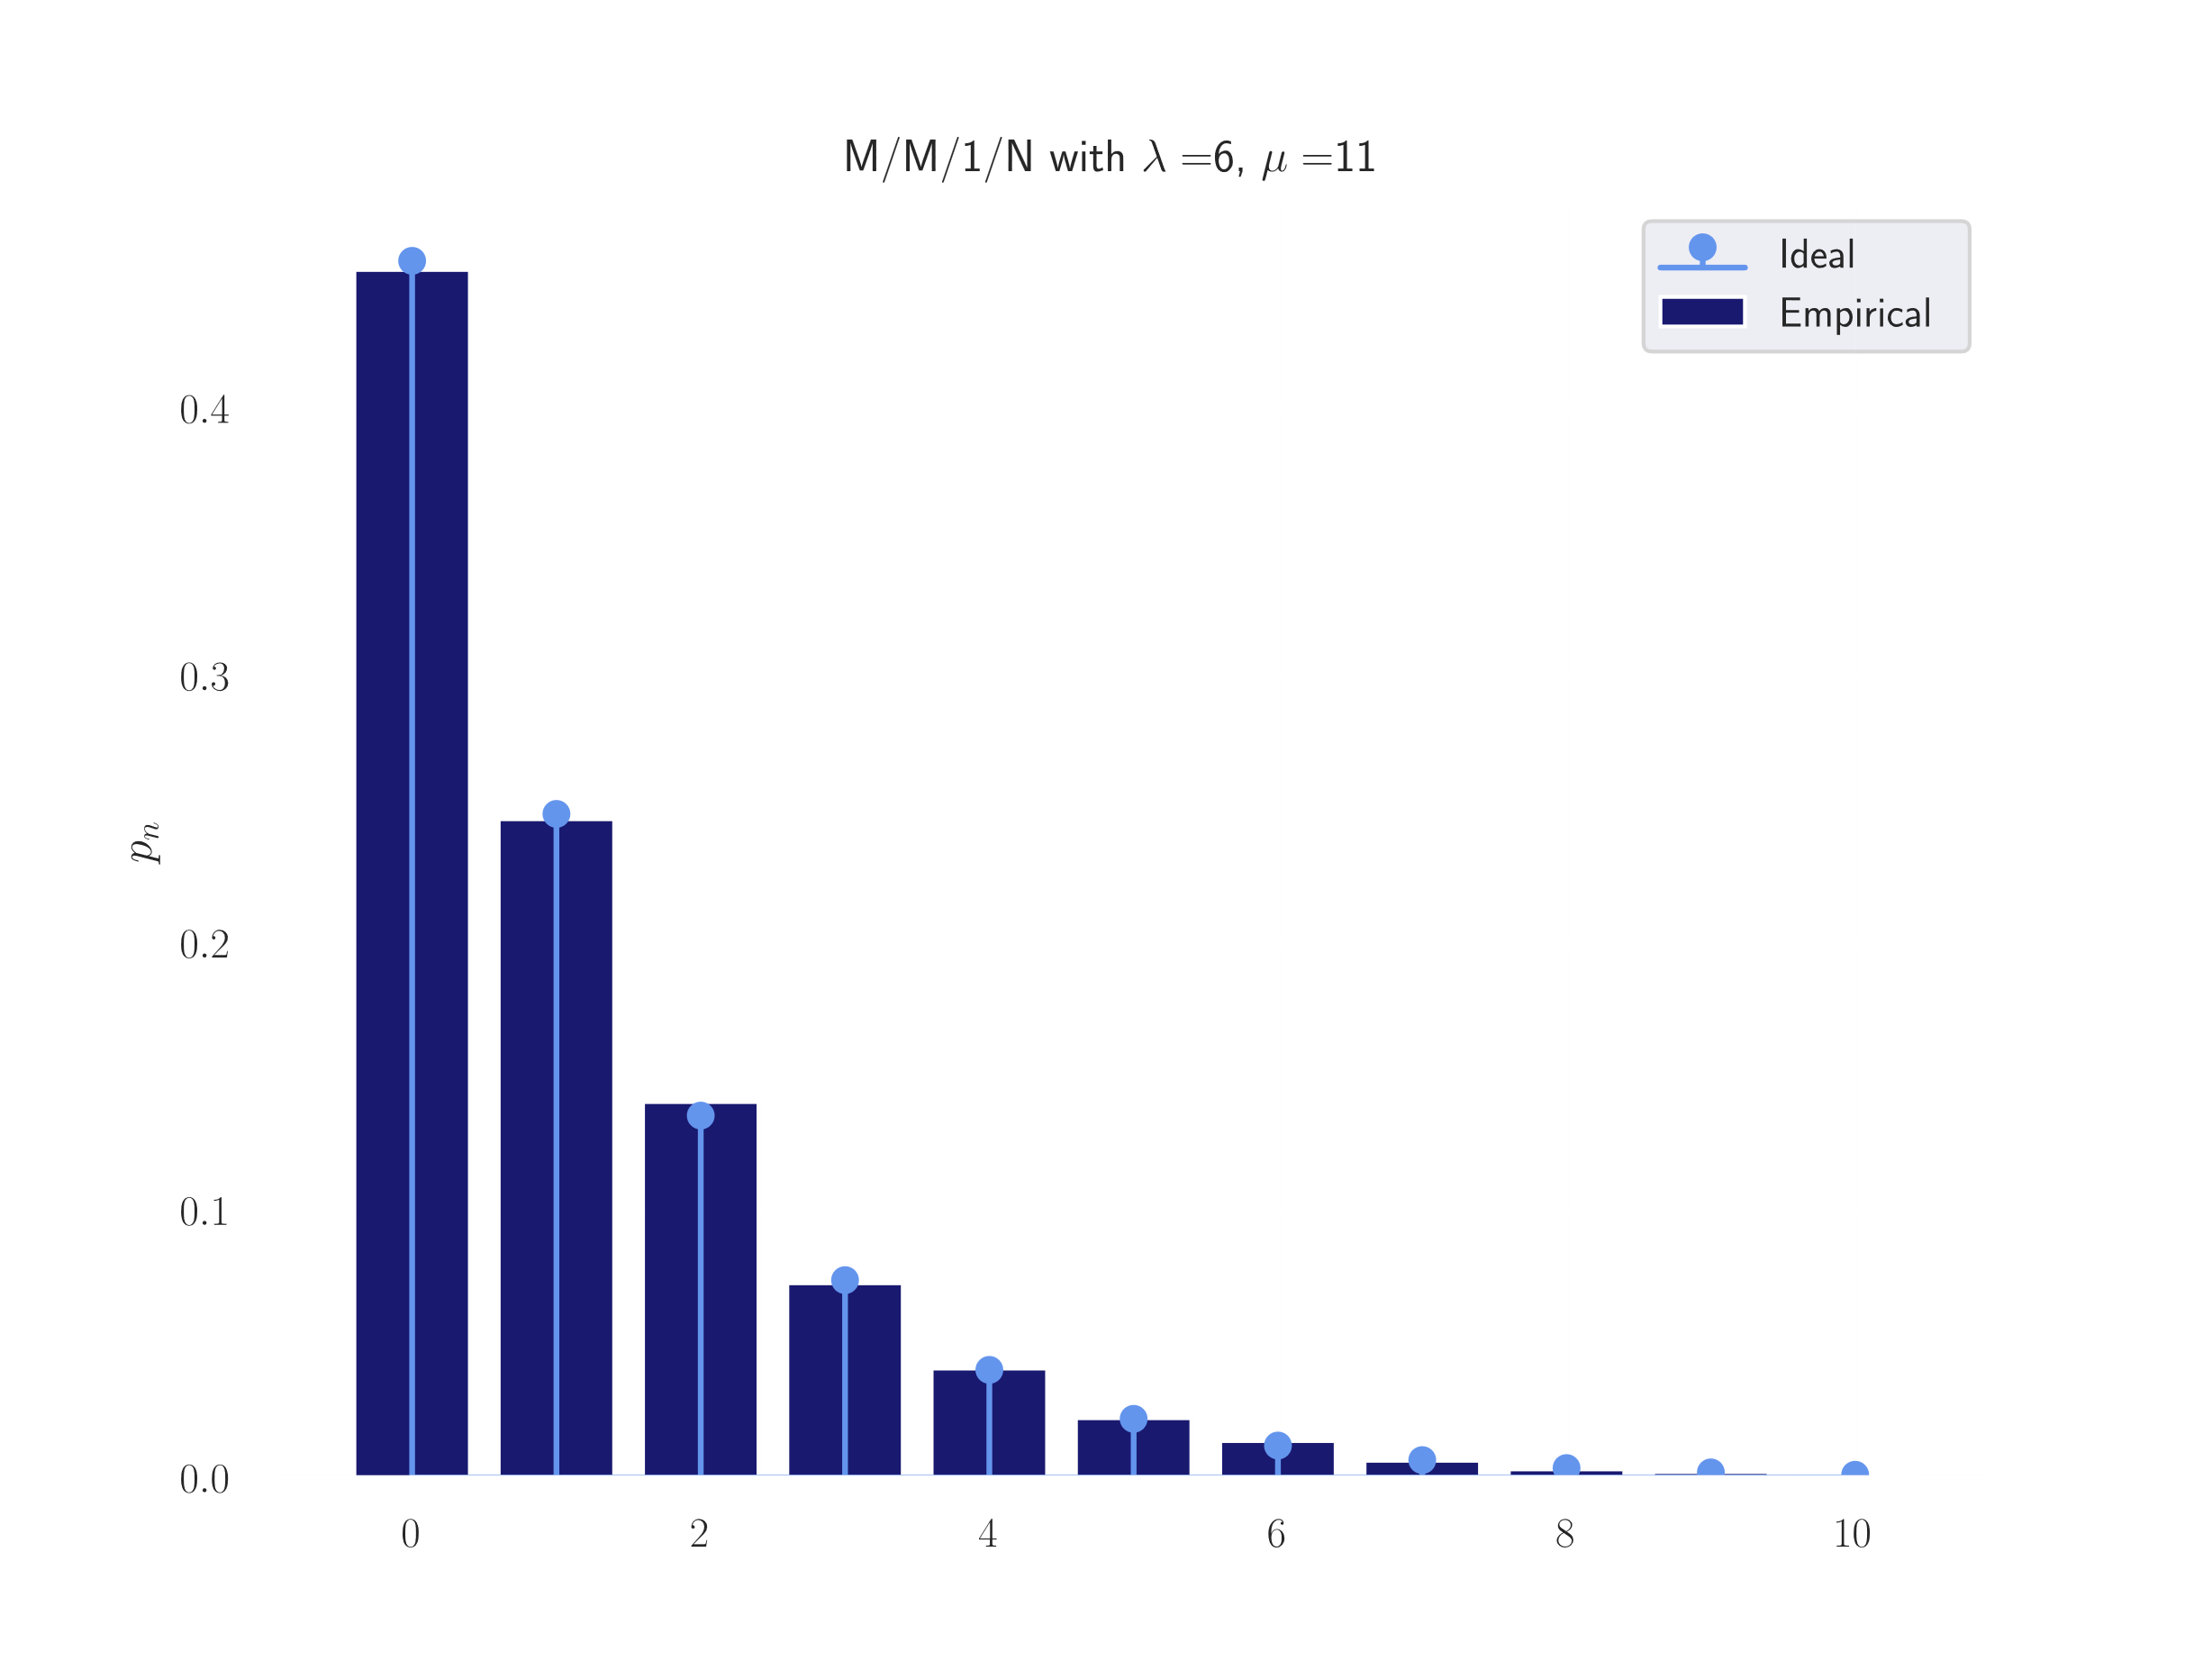 M/M/1/N with λ =6, μ =11
Ideal
Empirical
0.4
0.3
0.2
0.1
0.0
pₙ
0 2 4 6 8 10